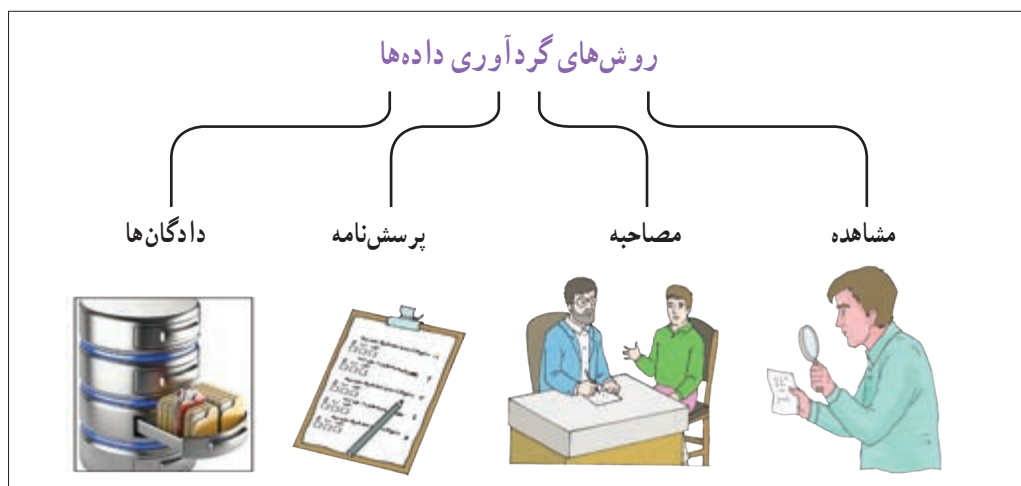 روش‌های گردآوری داده‌ها
مشاهده
مصاحبه
پرسش‌نامه
دادگان‌ها